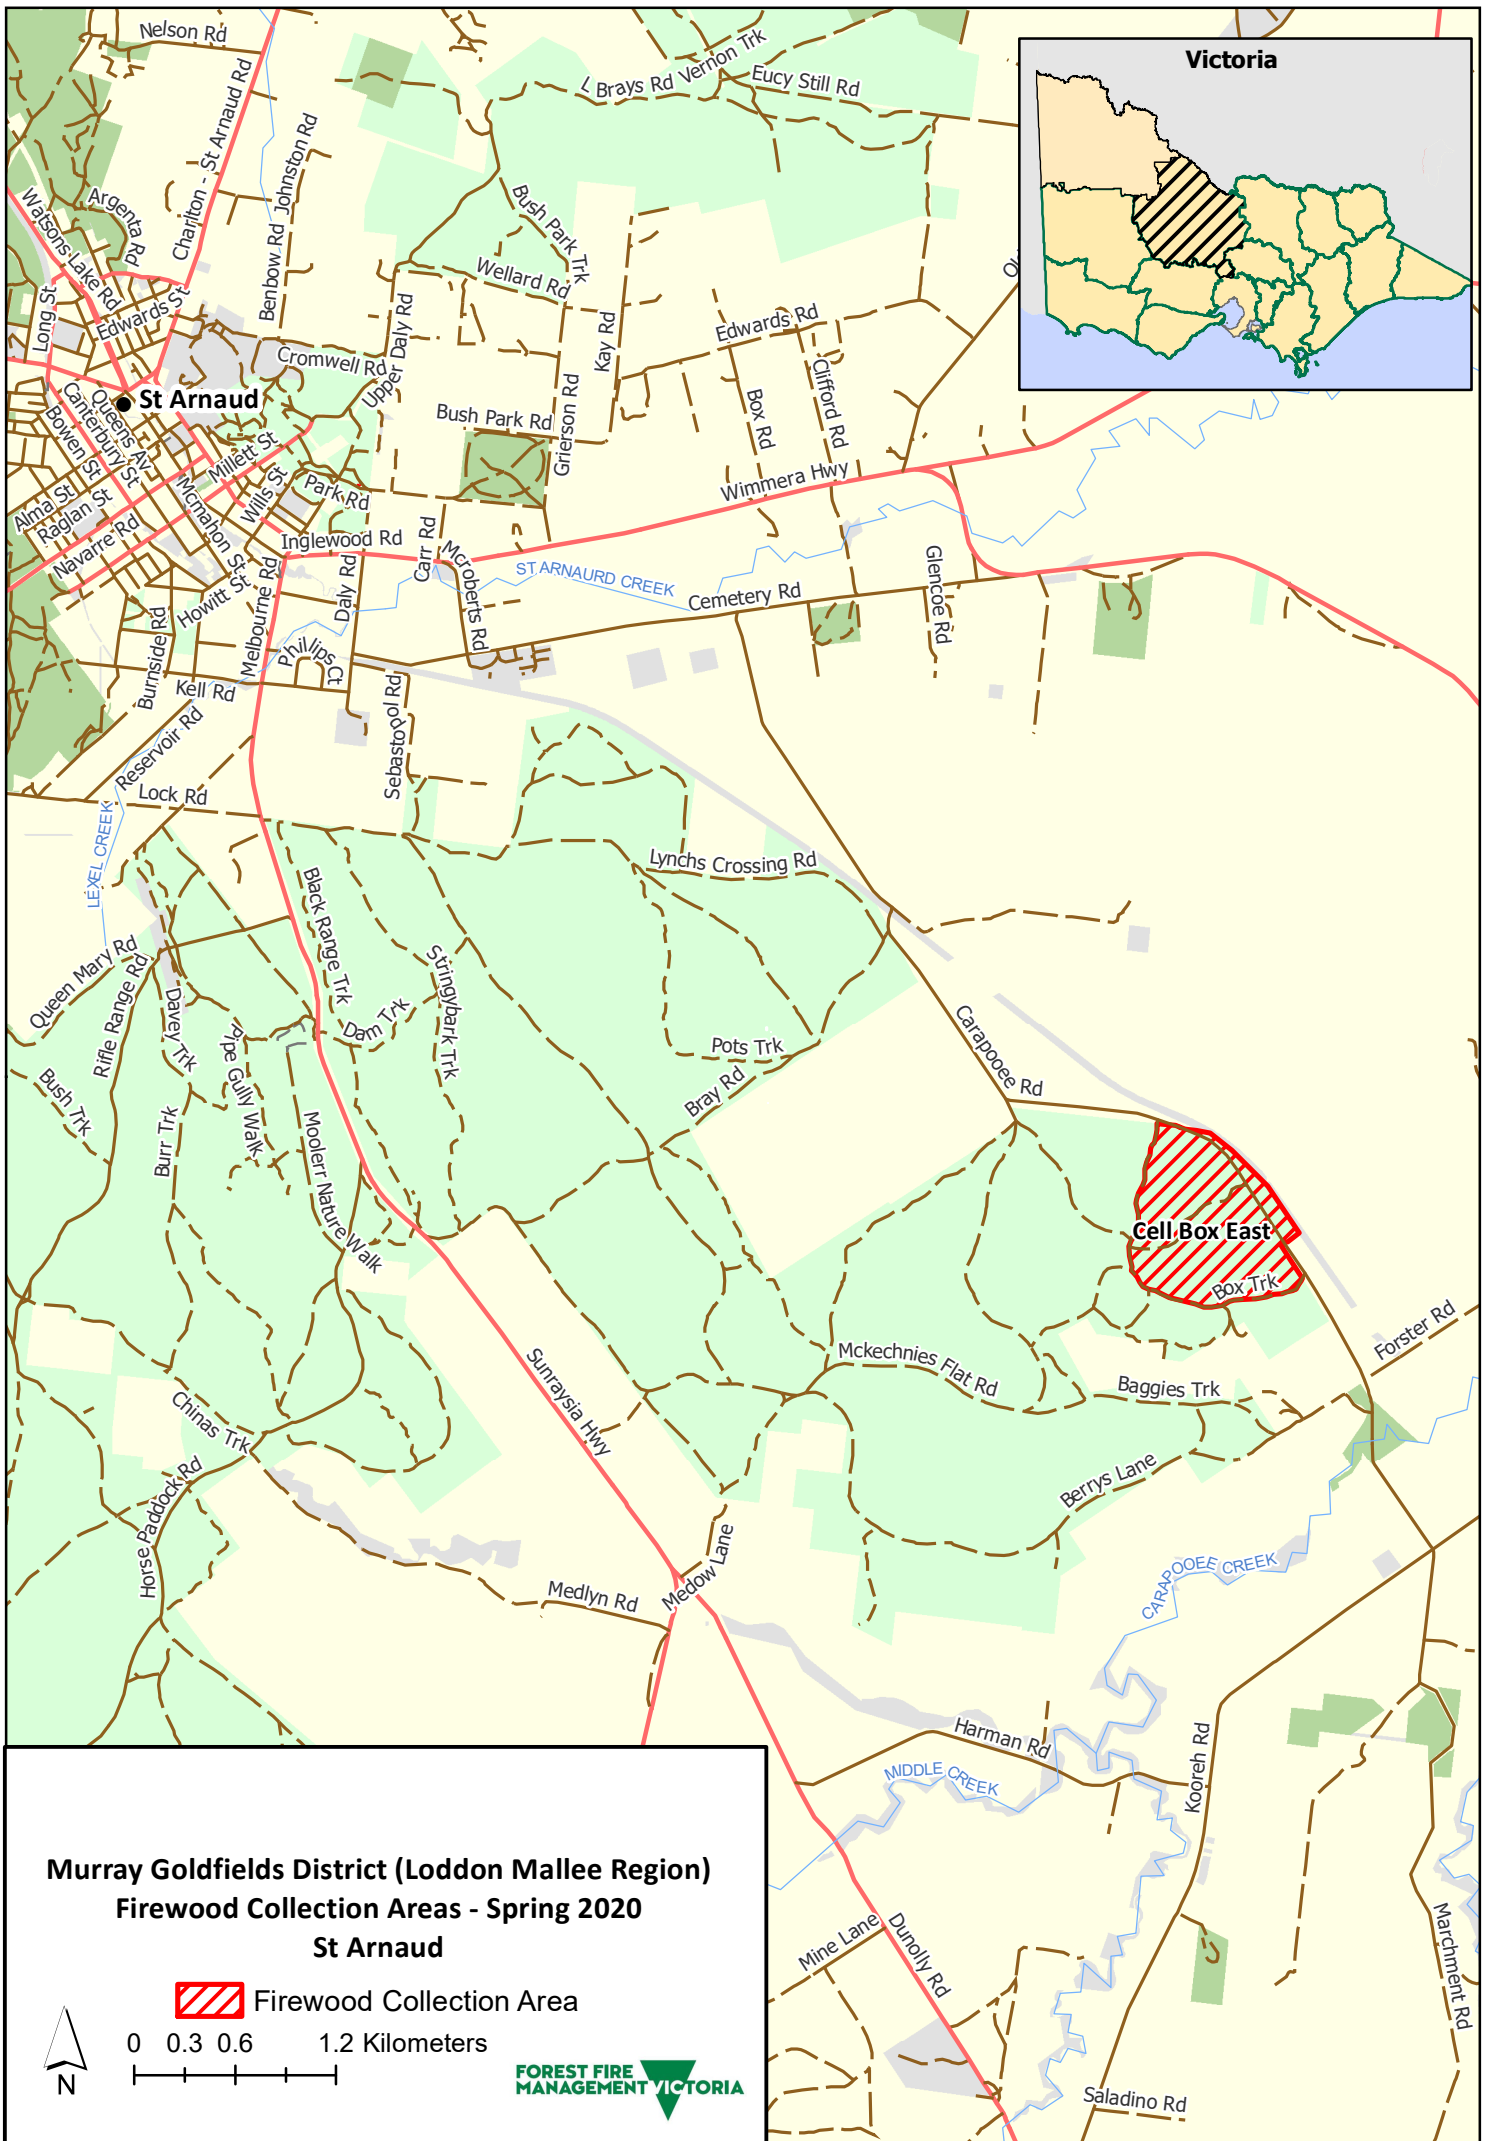 Nelson Rd
Charlton - St Arnaud Rd
L Brays Rd
Vernon Trk
Eucy Still Rd
Victoria
Johnston Rd
Benbow Rd
Argenta Rd
Watsons Lake Rd
Long St
Edwards St
Bush Park Trk
Wellard Rd
Kay Rd
Edwards Rd
Upper Daly Rd
Cromwell Rd
St Arnaud
Queens Av
Canterbury St
Bowen St
Bush Park Rd
Grierson Rd
Box Rd
Clifford Rd
Millett St
Wills St
Park Rd
Wimmera Hwy
Alma St
Raglan St
Navarre Rd
Mcmahon St
Howitt St
Inglewood Rd
Carr Rd
Mcroberts Rd
ST ARNAURD CREEK
Cemetery Rd
Glencoe Rd
Daly Rd
Melbourne Rd
Phillips Ct
Burnside Rd
Kell Rd
Reservoir Rd
Sebastopol Rd
Lock Rd
LEXEL CREEK
Lynchs Crossing Rd
Black Range Trk
Stringybark Trk
Queen Mary Rd
Rifle Range Rd
Davey Trk
Dam Trk
Pipe Gully Walk
Pots Trk
Bray Rd
Carapooee Rd
Bush Trk
Burr Trk
Moolerr Nature Walk
Cell Box East
Box Trk
Forster Rd
Mckechnies Flat Rd
Baggies Trk
Sunraysia Hwy
Chinas Trk
Berrys Lane
Horse Paddock Rd
Medlyn Rd
Medow Lane
CARAPOOEE CREEK
Harman Rd
MIDDLE CREEK
Kooreh Rd
Mine Lane
Dunolly Rd
Marchment Rd
Saladino Rd
Murray Goldfields District (Loddon Mallee Region)
Firewood Collection Areas - Spring 2020
St Arnaud
Firewood Collection Area
0 0.3 0.6 1.2 Kilometers
N
FOREST FIRE
MANAGEMENT VICTORIA